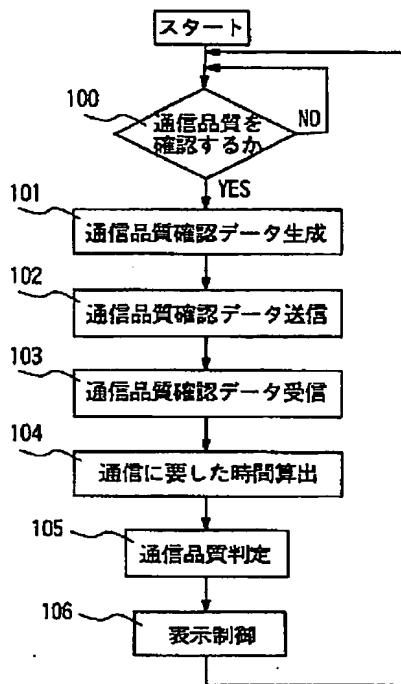 スタート
100
通信品質を
確認するか
NO
YES
101
通信品質確認データ生成
102
通信品質確認データ送信
103
通信品質確認データ受信
104
通信に要した時間算出
105
通信品質判定
106
表示制御